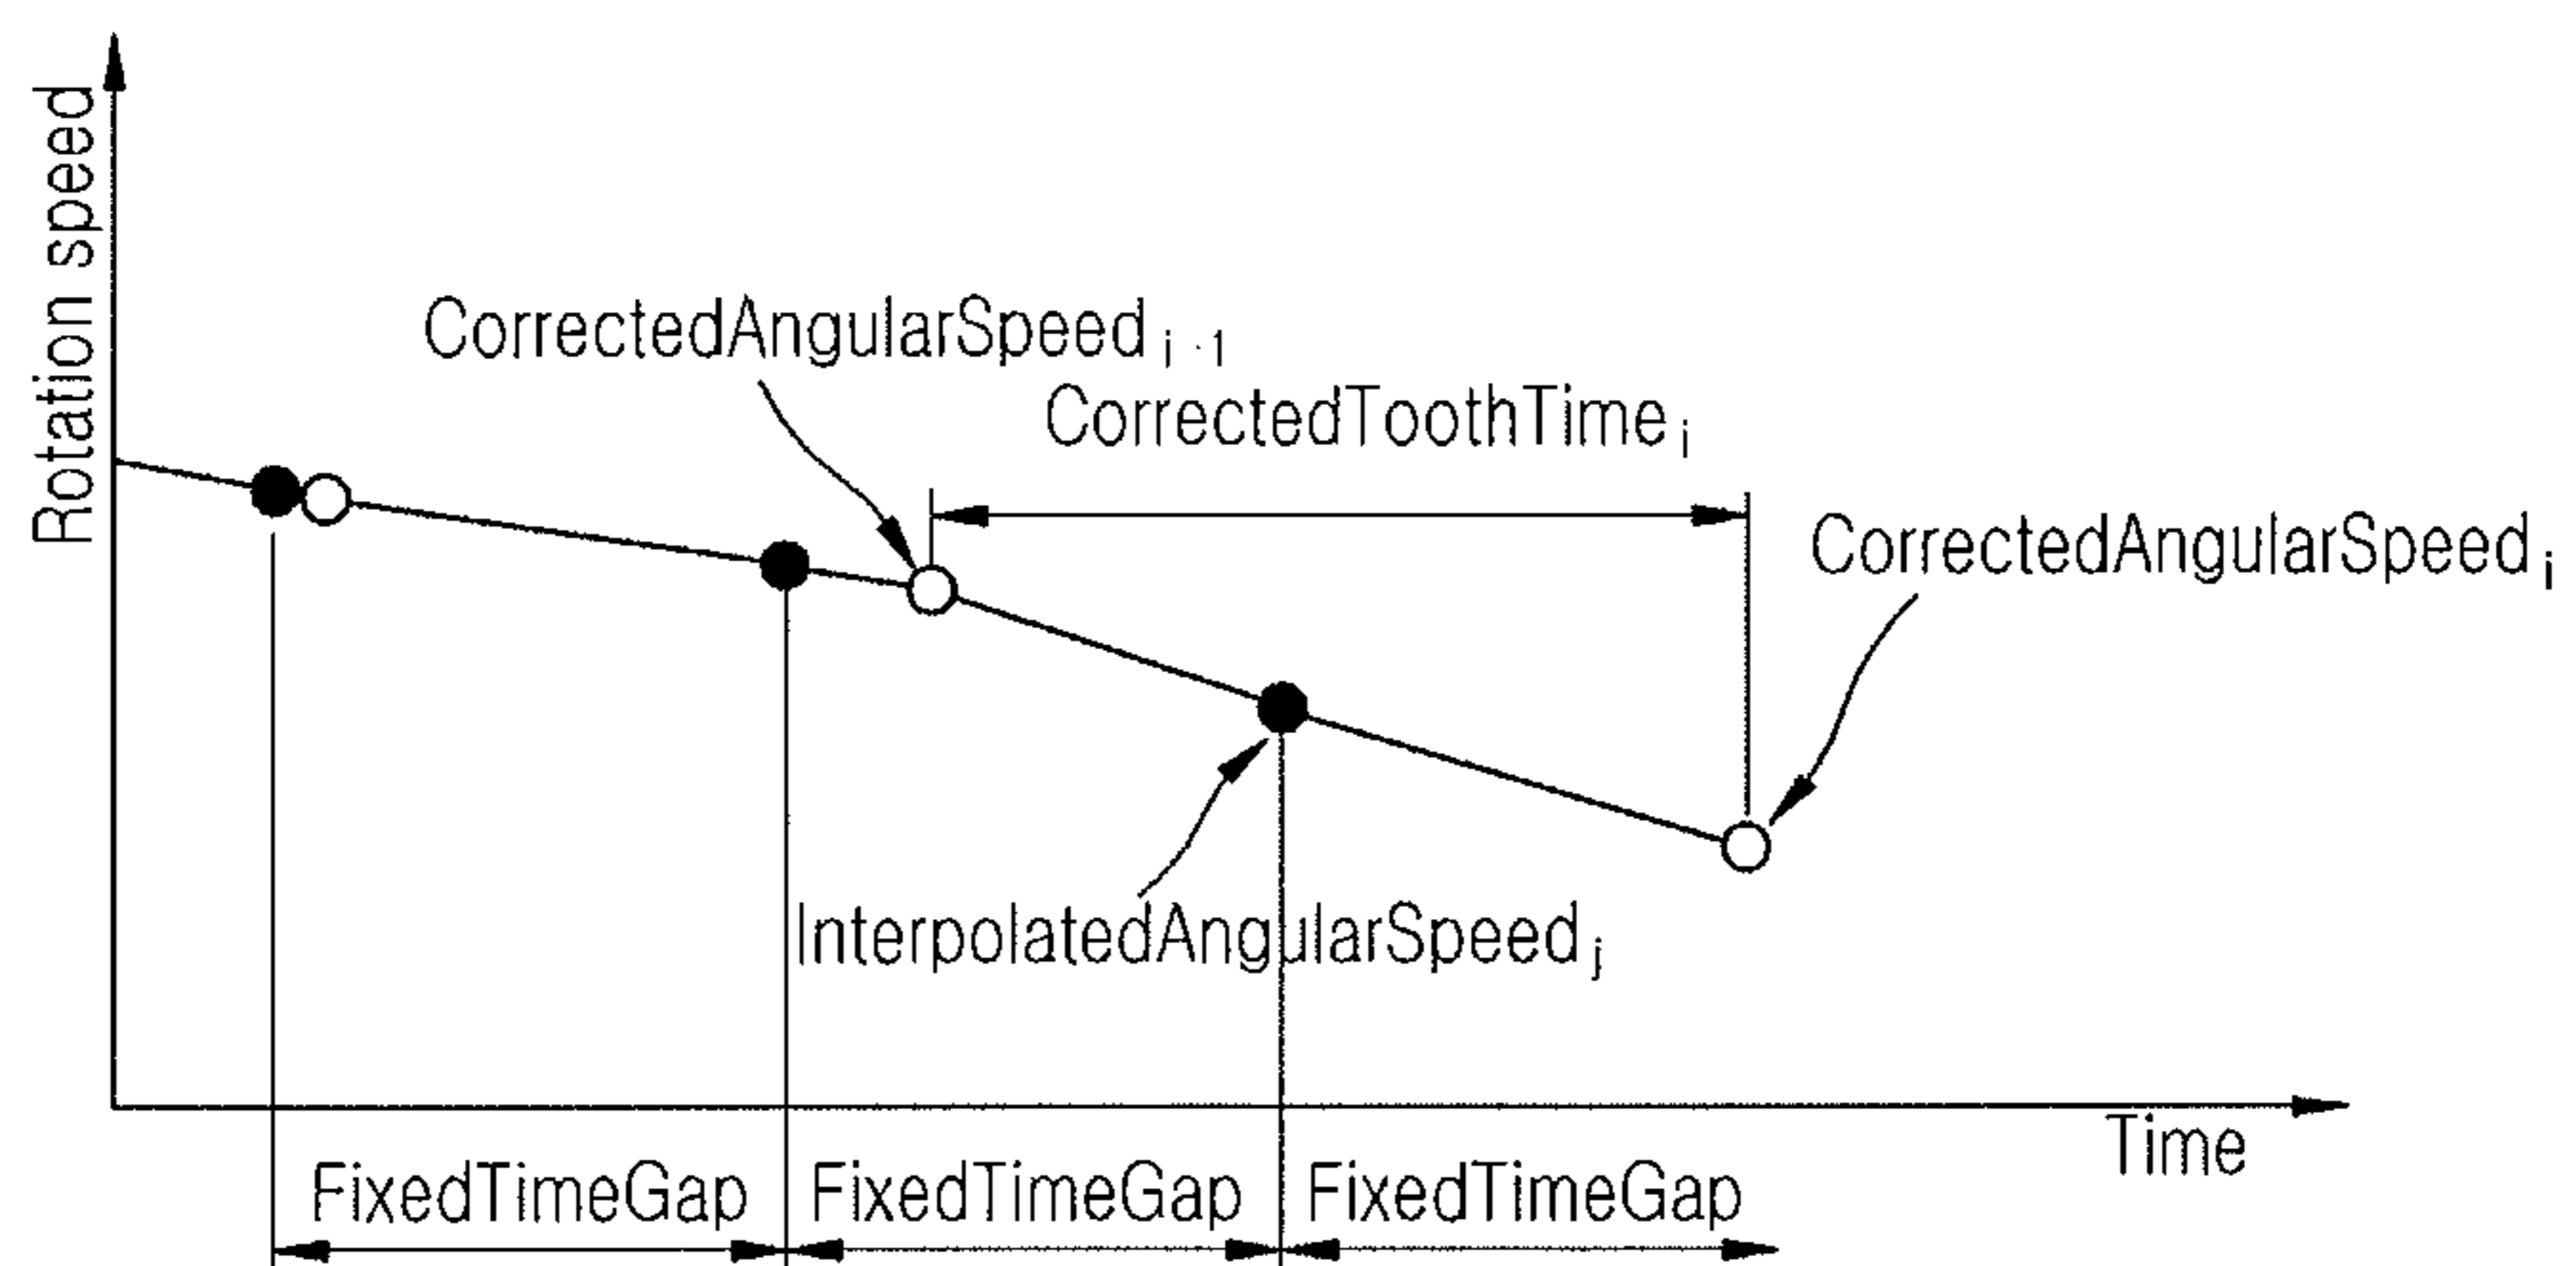 Rotation speed
CorrectedAngularSpeed i-1
CorrectedToothTime i
CorrectedAngularSpeed i
InterpolatedAngularSpeed j
Time
FixedTimeGap FixedTimeGap FixedTimeGap